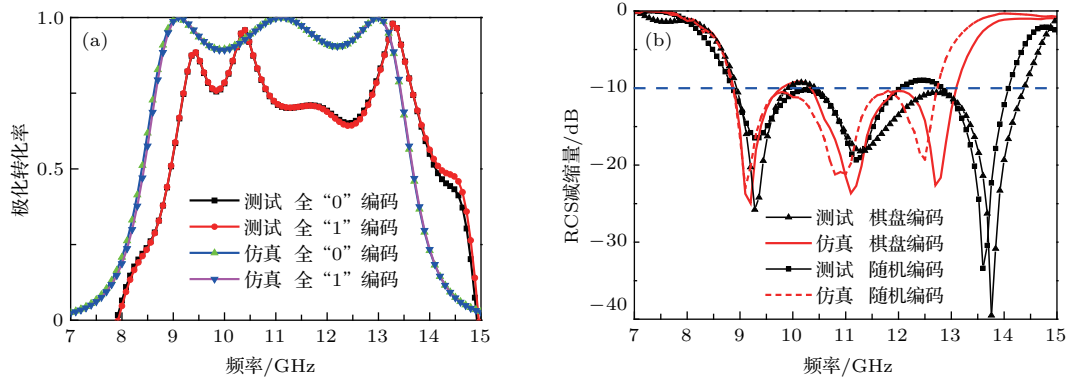 (a)
1.0
0.5
0
极化转化率
测试 全 “0” 编码
测试 全 “1” 编码
仿真 全 “0” 编码
仿真 全 “1” 编码
7 8 9 10 11 12 13 14 15
频率/GHz
(b)
0
−10
−20
−30
−40
RCS减缩量/dB
测试 棋盘编码
仿真 棋盘编码
测试 随机编码
仿真 随机编码
7 8 9 10 11 12 13 14 15
频率/GHz